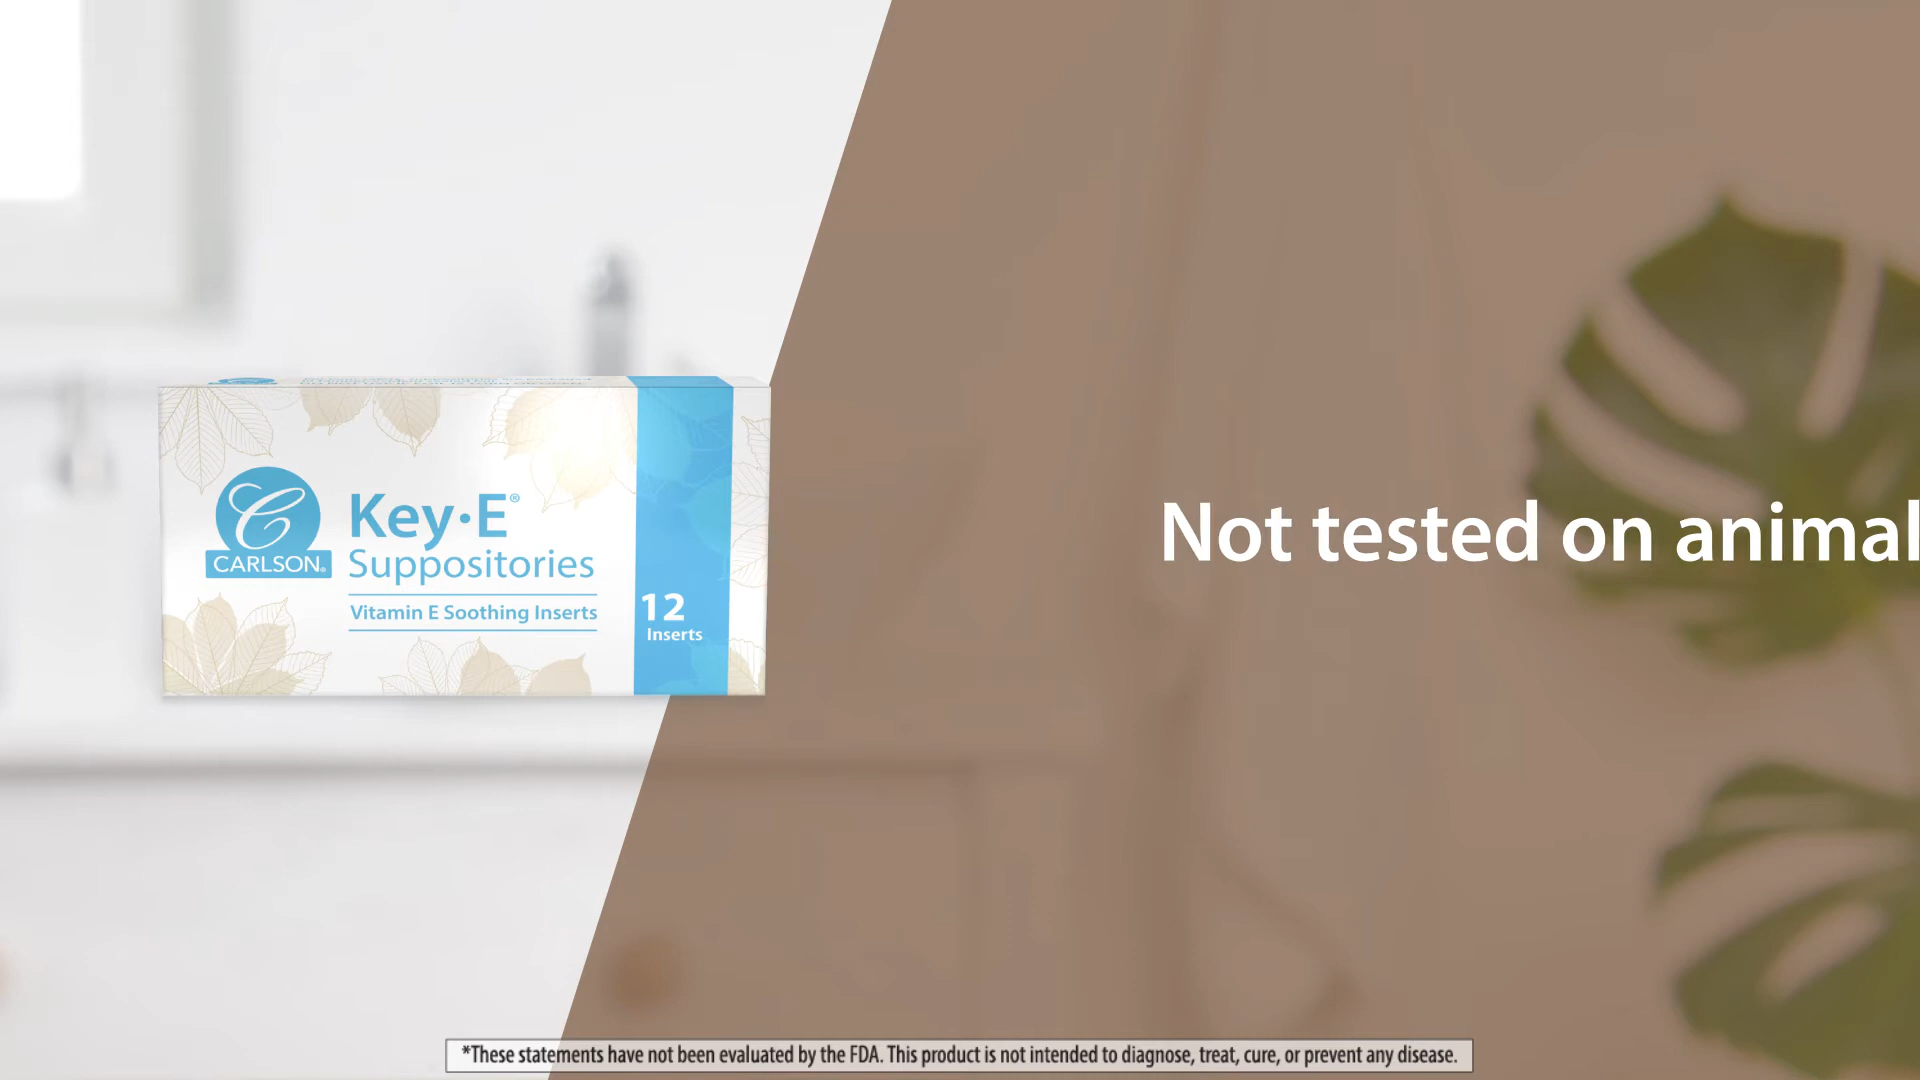 CARLSON®
Key·E®
Suppositories
Vitamin E Soothing Inserts
12
Inserts
Not tested on animal
*These statements have not been evaluated by the FDA. This product is not intended to diagnose, treat, cure, or prevent any disease.